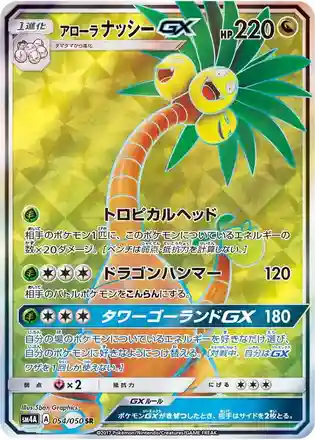 1進化
アローラ ナッシーGX HP220
タマタマから進化
トロピカルヘッド
相手のポケモン1匹に、このポケモンについているエネルギーの
数×20ダメージ。[ベンチは弱点・抵抗力を計算しない。]
ドラゴンハンマー 120
相手のバトルポケモンをこんらんにする。
タワーゴーランドGX 180
自分の場のポケモンについているエネルギーを好きなだけ選び、
自分のポケモンに好きなようにつけ替える。[対戦中、自分はGX
ワザを1回しか使えない。]
弱点 ×2 抵抗力 にげる
GXルール
ポケモンGXがきぜつしたとき、相手はサイドを2枚とる。
Illus. 5ban Graphics
SM4A A 054/050 SR
©2017 Pokémon/Nintendo/Creatures/GAME FREAK